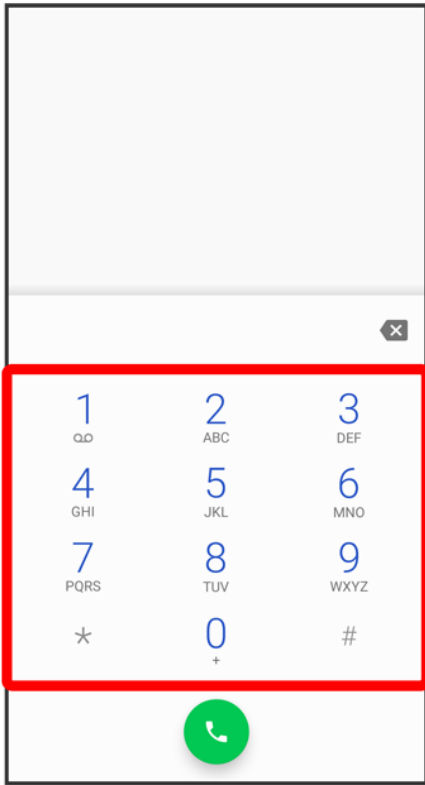 1 2 3
ABC DEF
4 5 6
GHI JKL MNO
7 8 9
PQRS TUV WXYZ
* 0 #
+